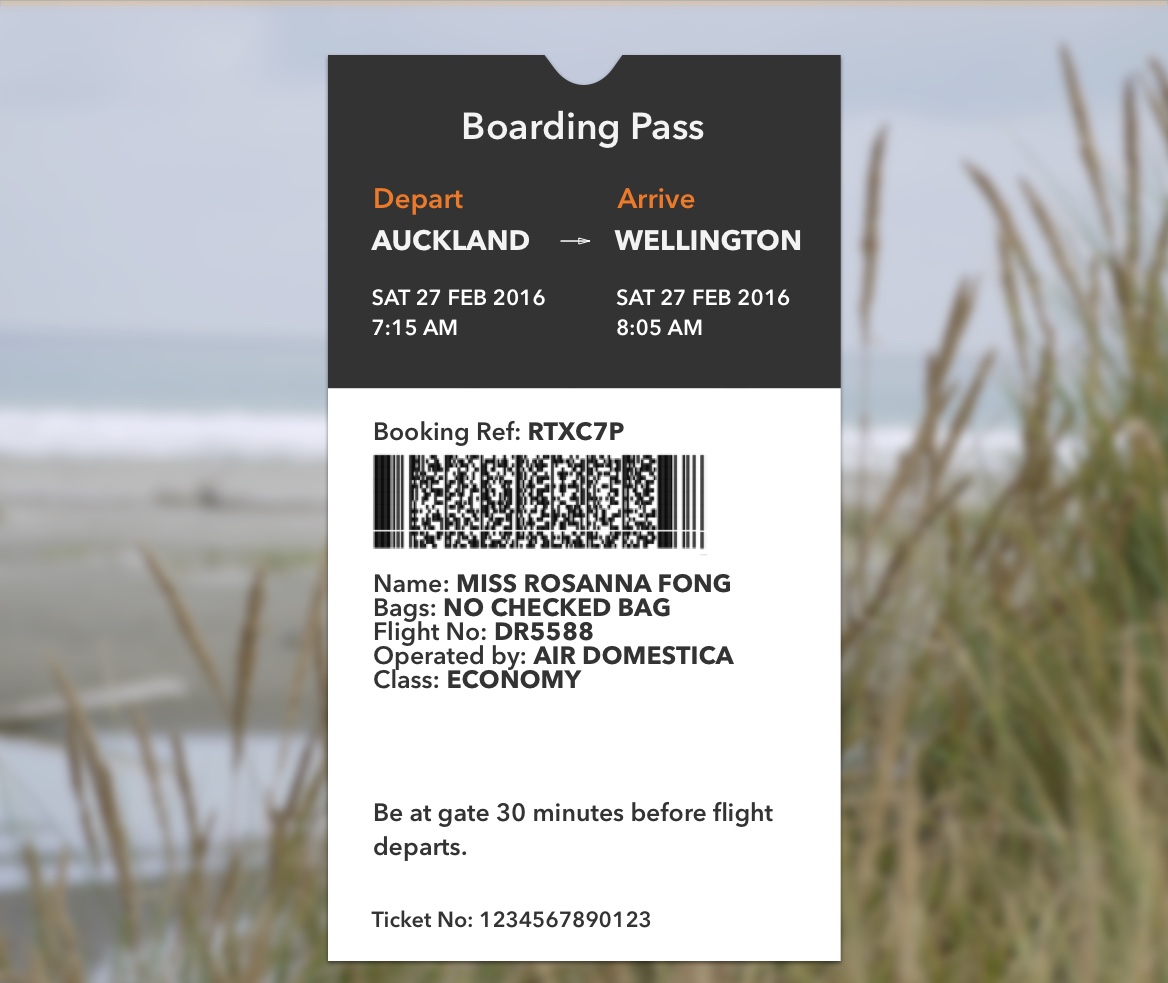 Boarding Pass
Depart
Arrive
AUCKLAND
WELLINGTON
SAT 27 FEB 2016
SAT 27 FEB 2016
7:15 AM
8:05 AM
Booking Ref: RTXC7P
Name: MISS ROSANNA FONG
Bags: NO CHECKED BAG
Flight No: DR5588
Operated by: AIR DOMESTICA
Class: ECONOMY
Be at gate 30 minutes before flight
departs.
Ticket No: 1234567890123